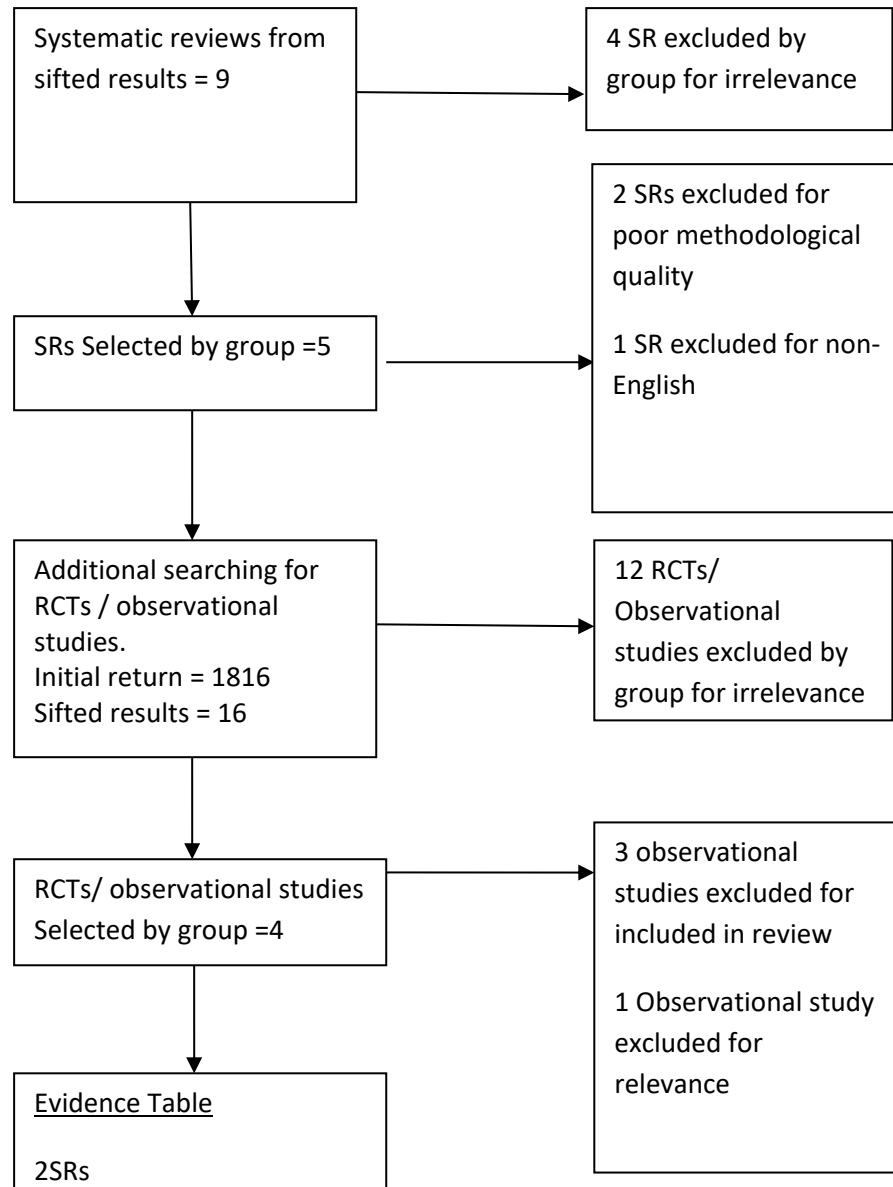 Systematic reviews from
sifted results = 9
4 SR excluded by
group for irrelevance
2 SRs excluded for
poor methodological
quality
1 SR excluded for non-
English
SRs Selected by group =5
Additional searching for
RCTs / observational
studies.
Initial return = 1816
Sifted results = 16
12 RCTs/
Observational
studies excluded by
group for irrelevance
RCTs/ observational studies
Selected by group =4
3 observational
studies excluded for
included in review
1 Observational study
excluded for
relevance
Evidence Table
2SRs